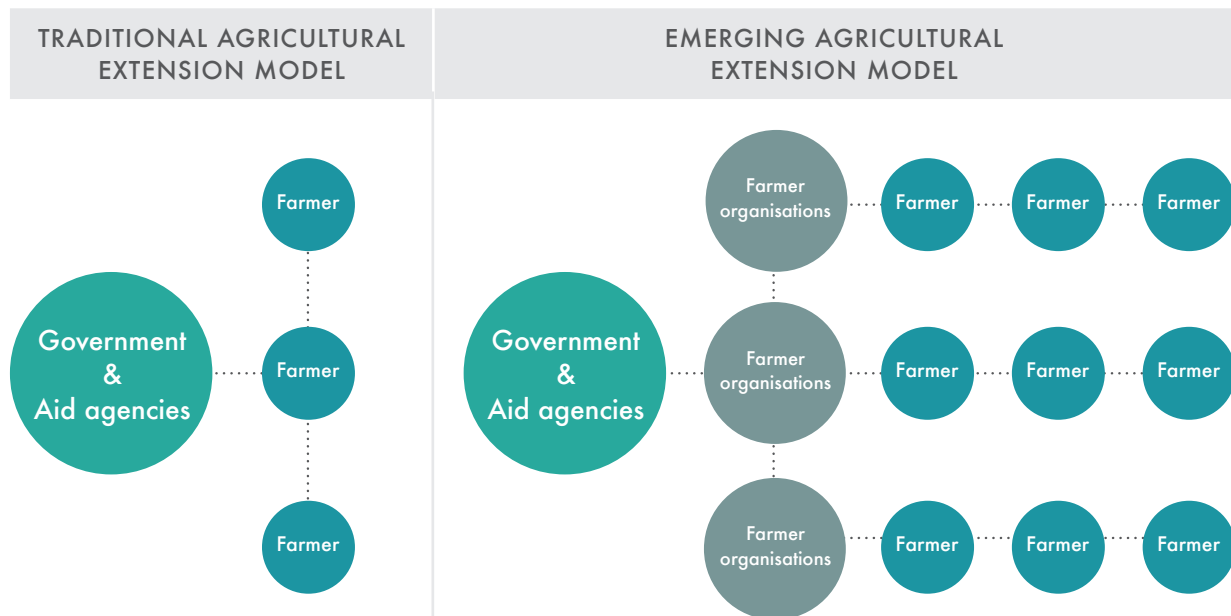 TRADITIONAL AGRICULTURAL
EXTENSION MODEL
EMERGING AGRICULTURAL
EXTENSION MODEL
Farmer
Government
&
Aid agencies
Farmer
Farmer
Farmer
organisations
Farmer
Farmer
Farmer
Government
&
Aid agencies
Farmer
organisations
Farmer
Farmer
Farmer
Farmer
organisations
Farmer
Farmer
Farmer